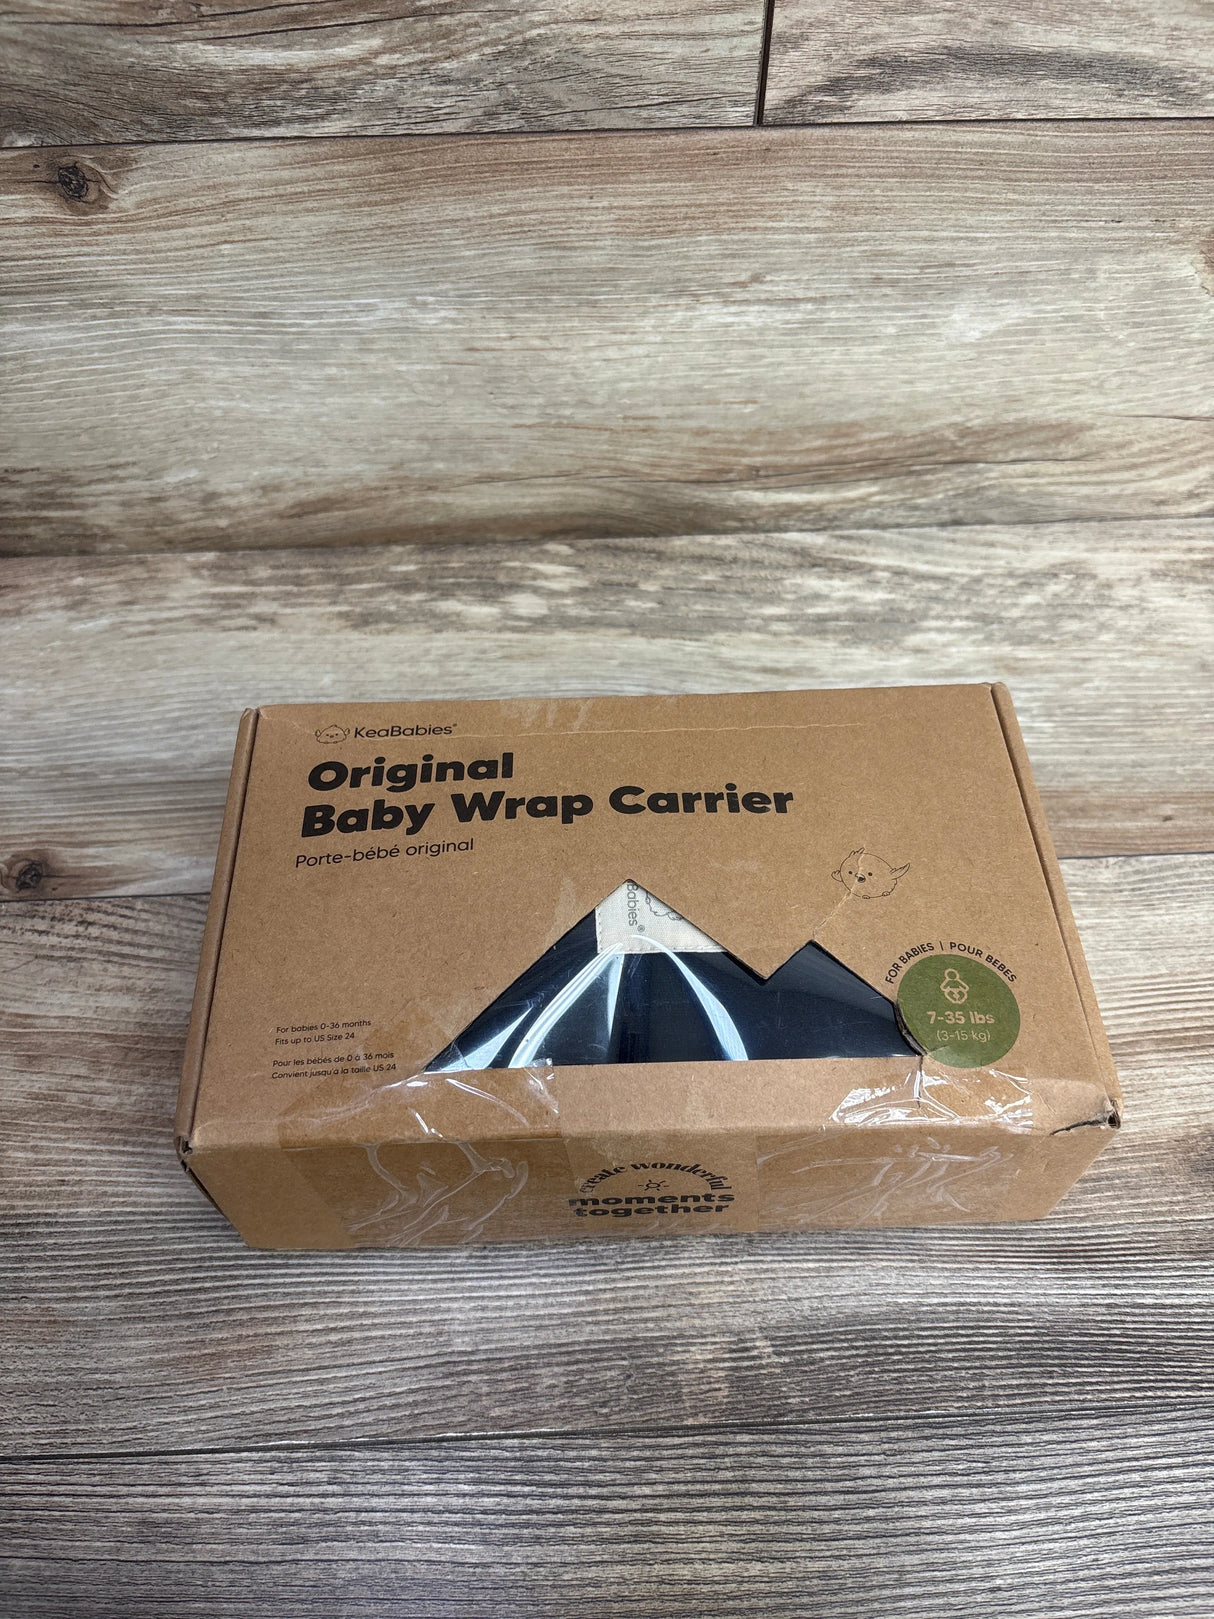 KeaBabies®
Original
Baby Wrap Carrier
Porte-bébé original
Babies®
FOR BABIES | POUR BEBES
7-35 lbs
(3-15 kg)
For babies 0-36 months
Fits up to US Size 24
Pour les bébés de 0 à 36 mois
Convient jusqu'a la taille US 24
create wonderful
moments
together